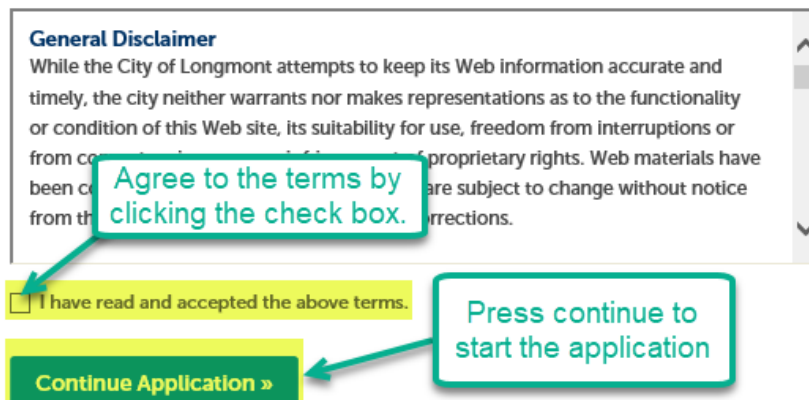 General Disclaimer
While the City of Longmont attempts to keep its Web information accurate and
timely, the city neither warrants nor makes representations as to the functionality
or condition of this Web site, its suitability for use, freedom from interruptions or
from proprietary rights. Web materials have
been are subject to change without notice
from
Agree to the terms by
clicking the check box.
I have read and accepted the above terms.
Press continue to
start the application
Continue Application »